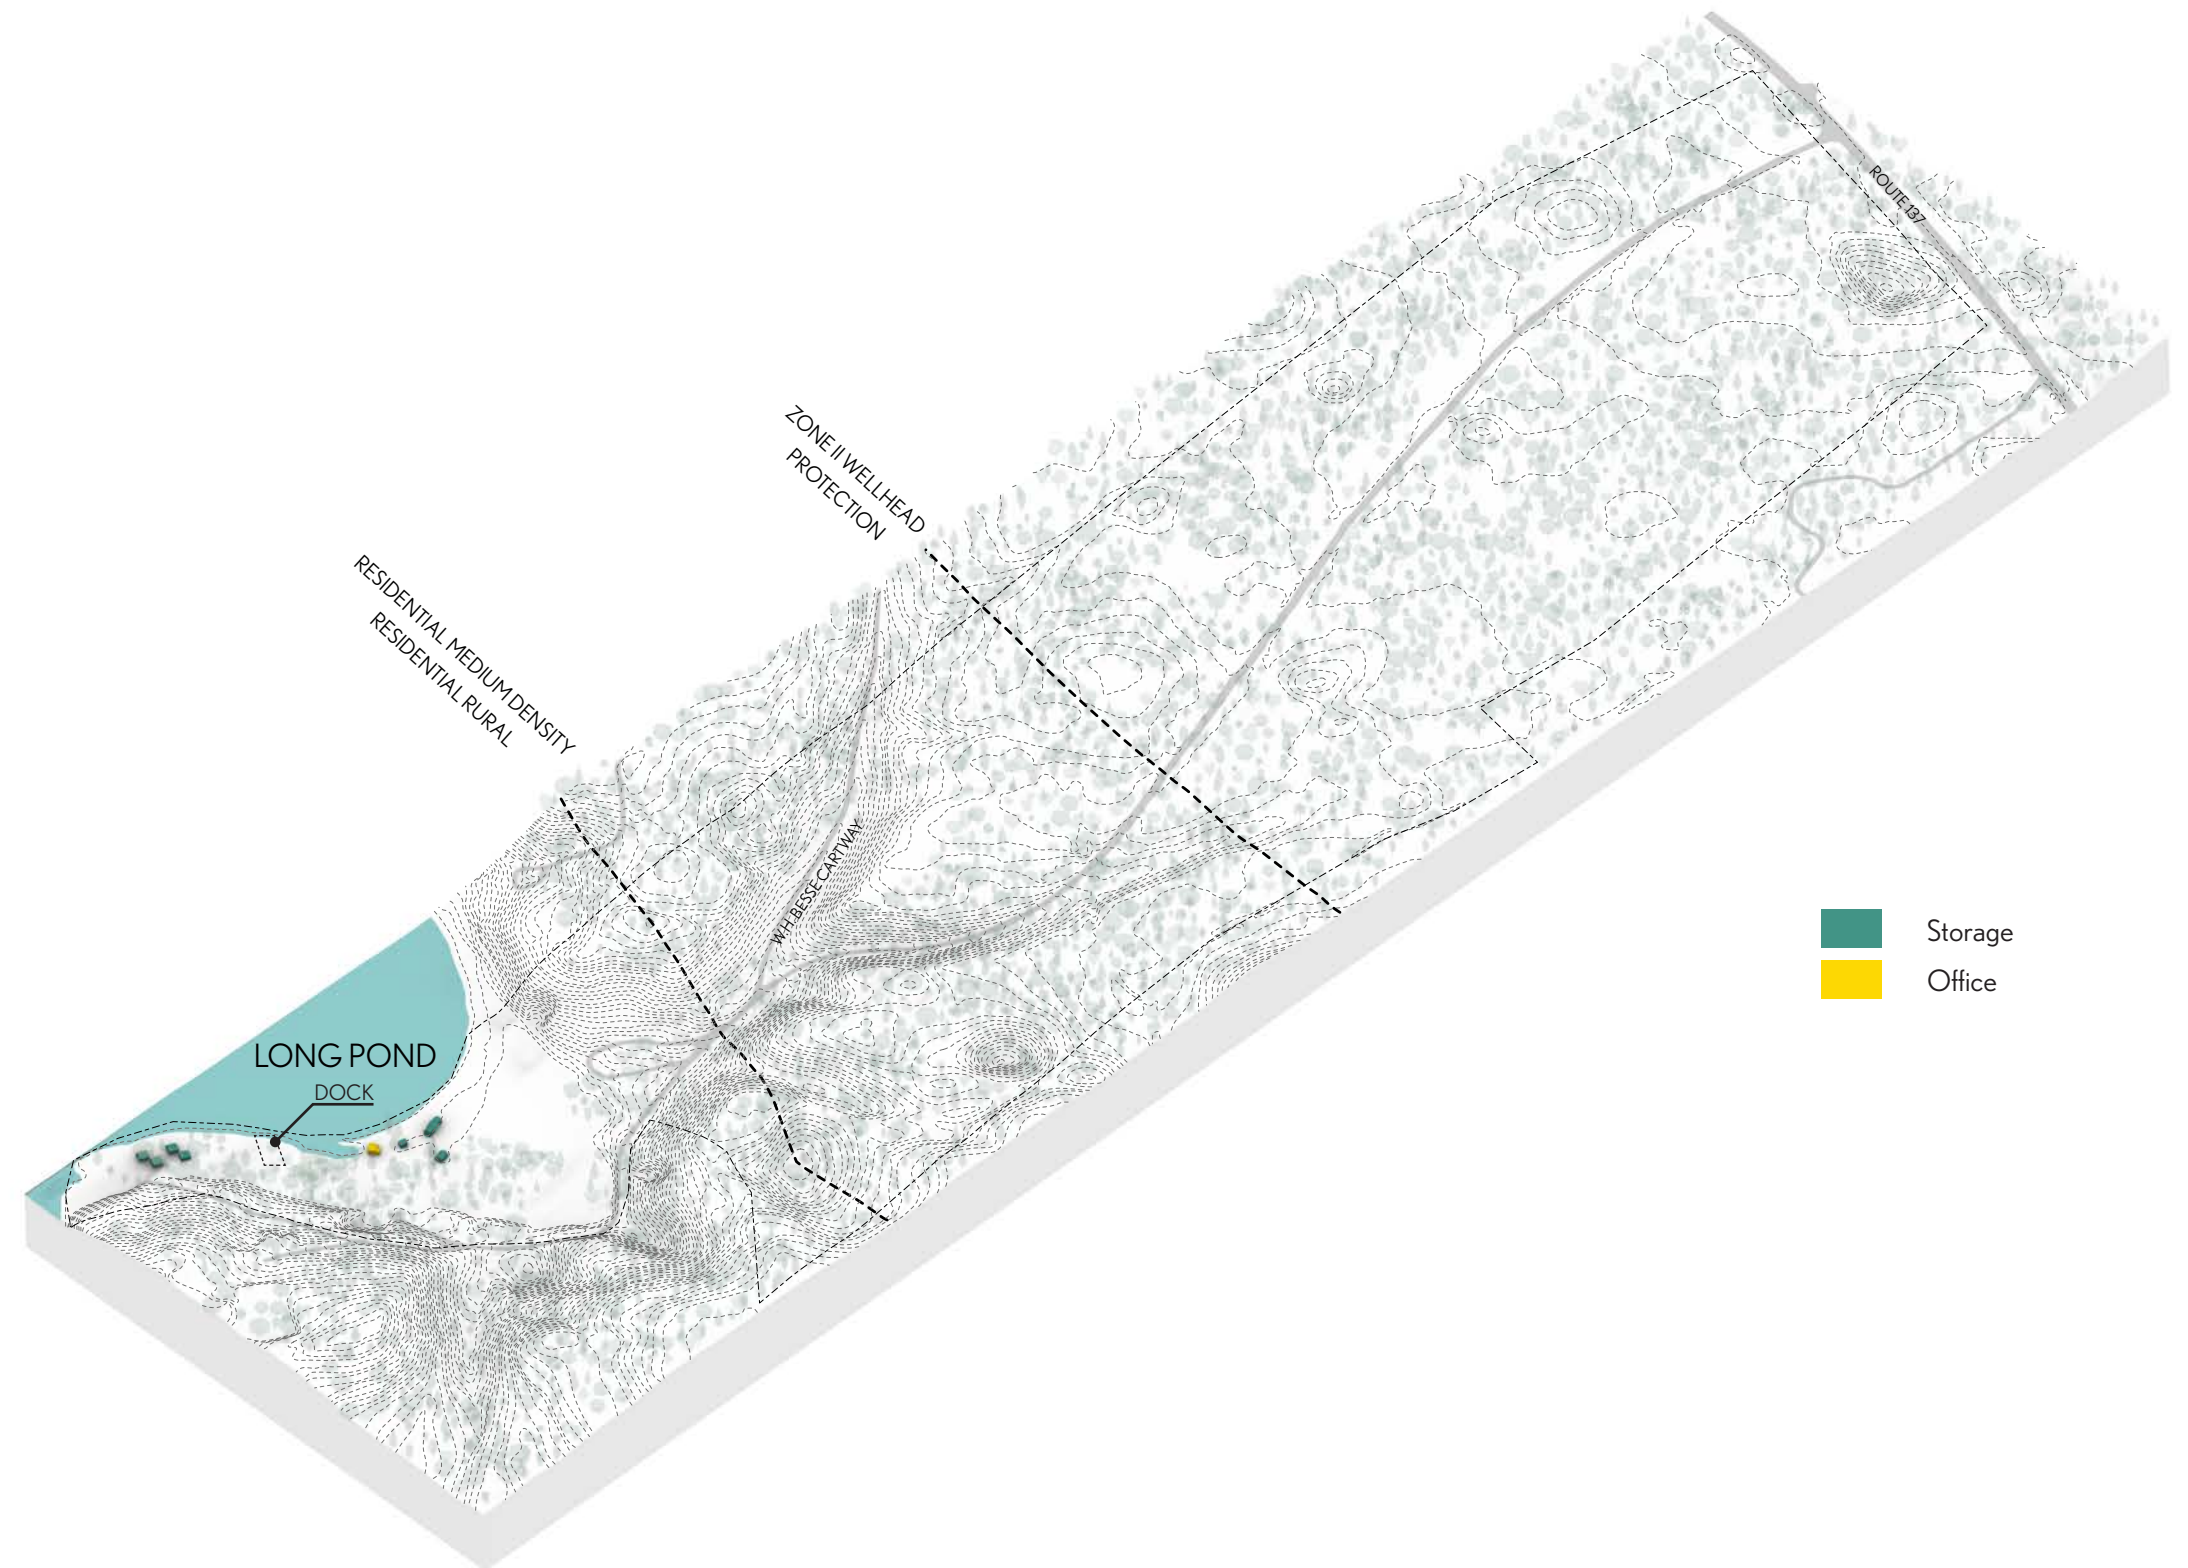 ROUTE 137
ZONE II WELLHEAD
PROTECTION
RESIDENTIAL MEDIUM DENSITY
RESIDENTIAL RURAL
W.H. BESSE CARTWAY
Storage
Office
LONG POND
DOCK